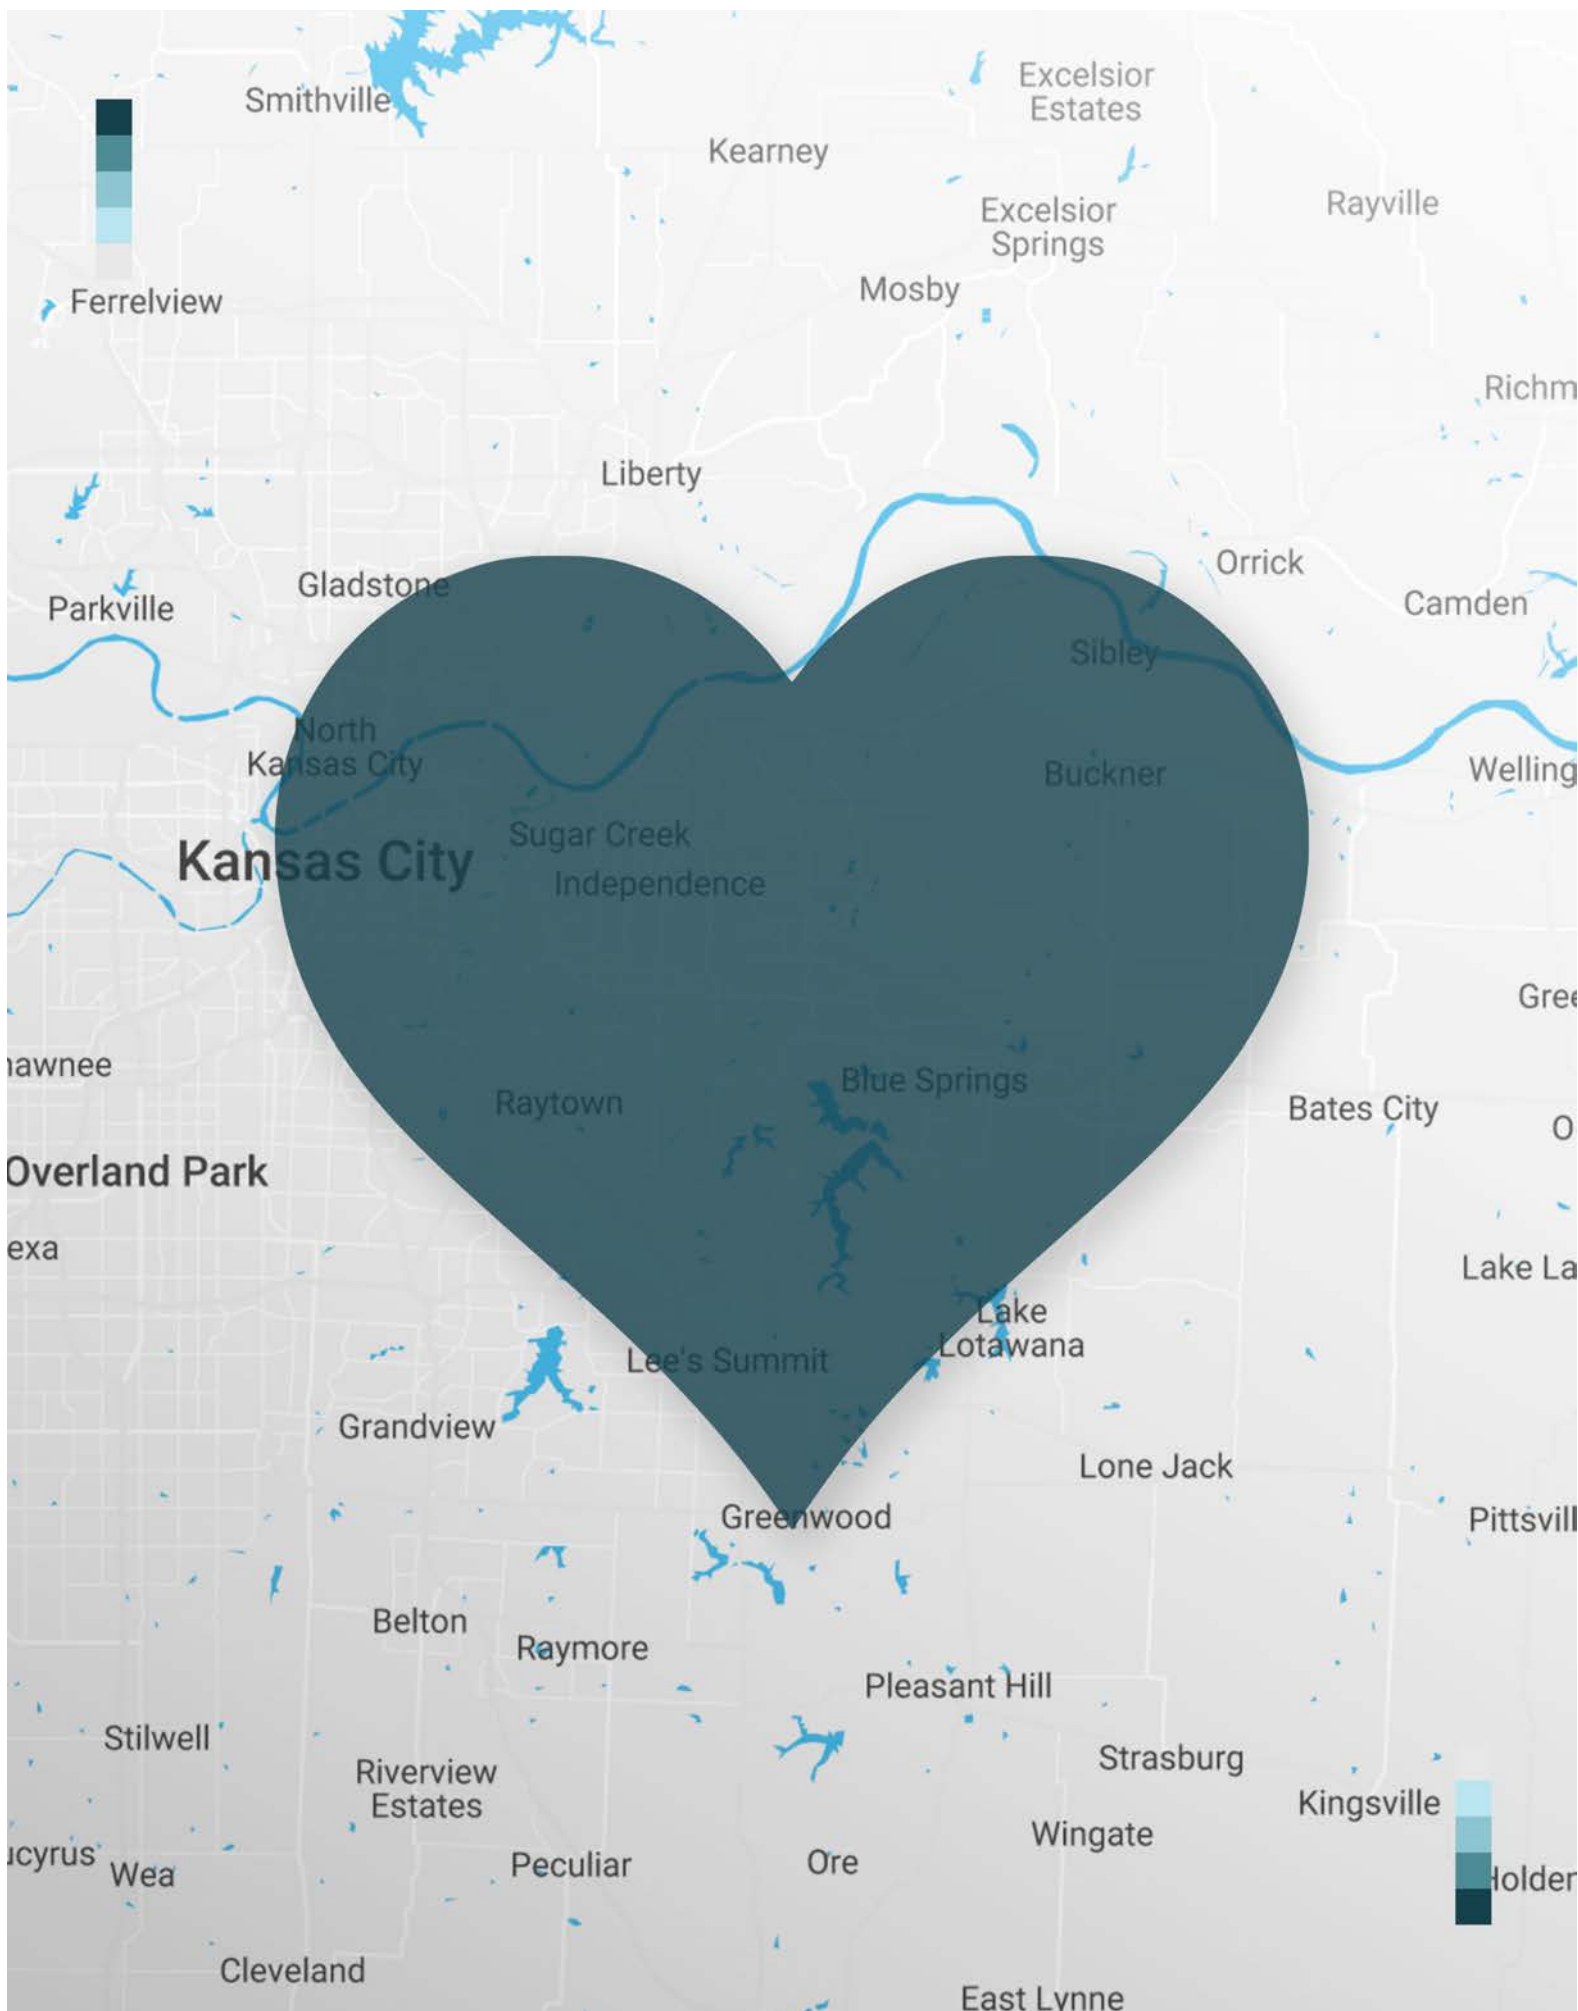 Smithville
Excelsior
Estates
Kearney
Excelsior
Springs
Rayville
Mosby
Ferrelview
Richm
Liberty
Orrick
Gladstone
Camden
Parkville
Sibley
North
Kansas City
Buckner
Welling
Sugar Creek
Kansas City
Independence
Gree
hawnee
Blue Springs
Raytown
Bates City
O
Overland Park
exa
Lake La
Lake
Lotawana
Lee's Summit
Grandview
Lone Jack
Greenwood
Pittsvill
Belton
Raymore
Pleasant Hill
Stilwell
Strasburg
Riverview
Estates
Kingsville
Wingate
ucyrus
Wea
Peculiar
Ore
Holden
Cleveland
East Lynne